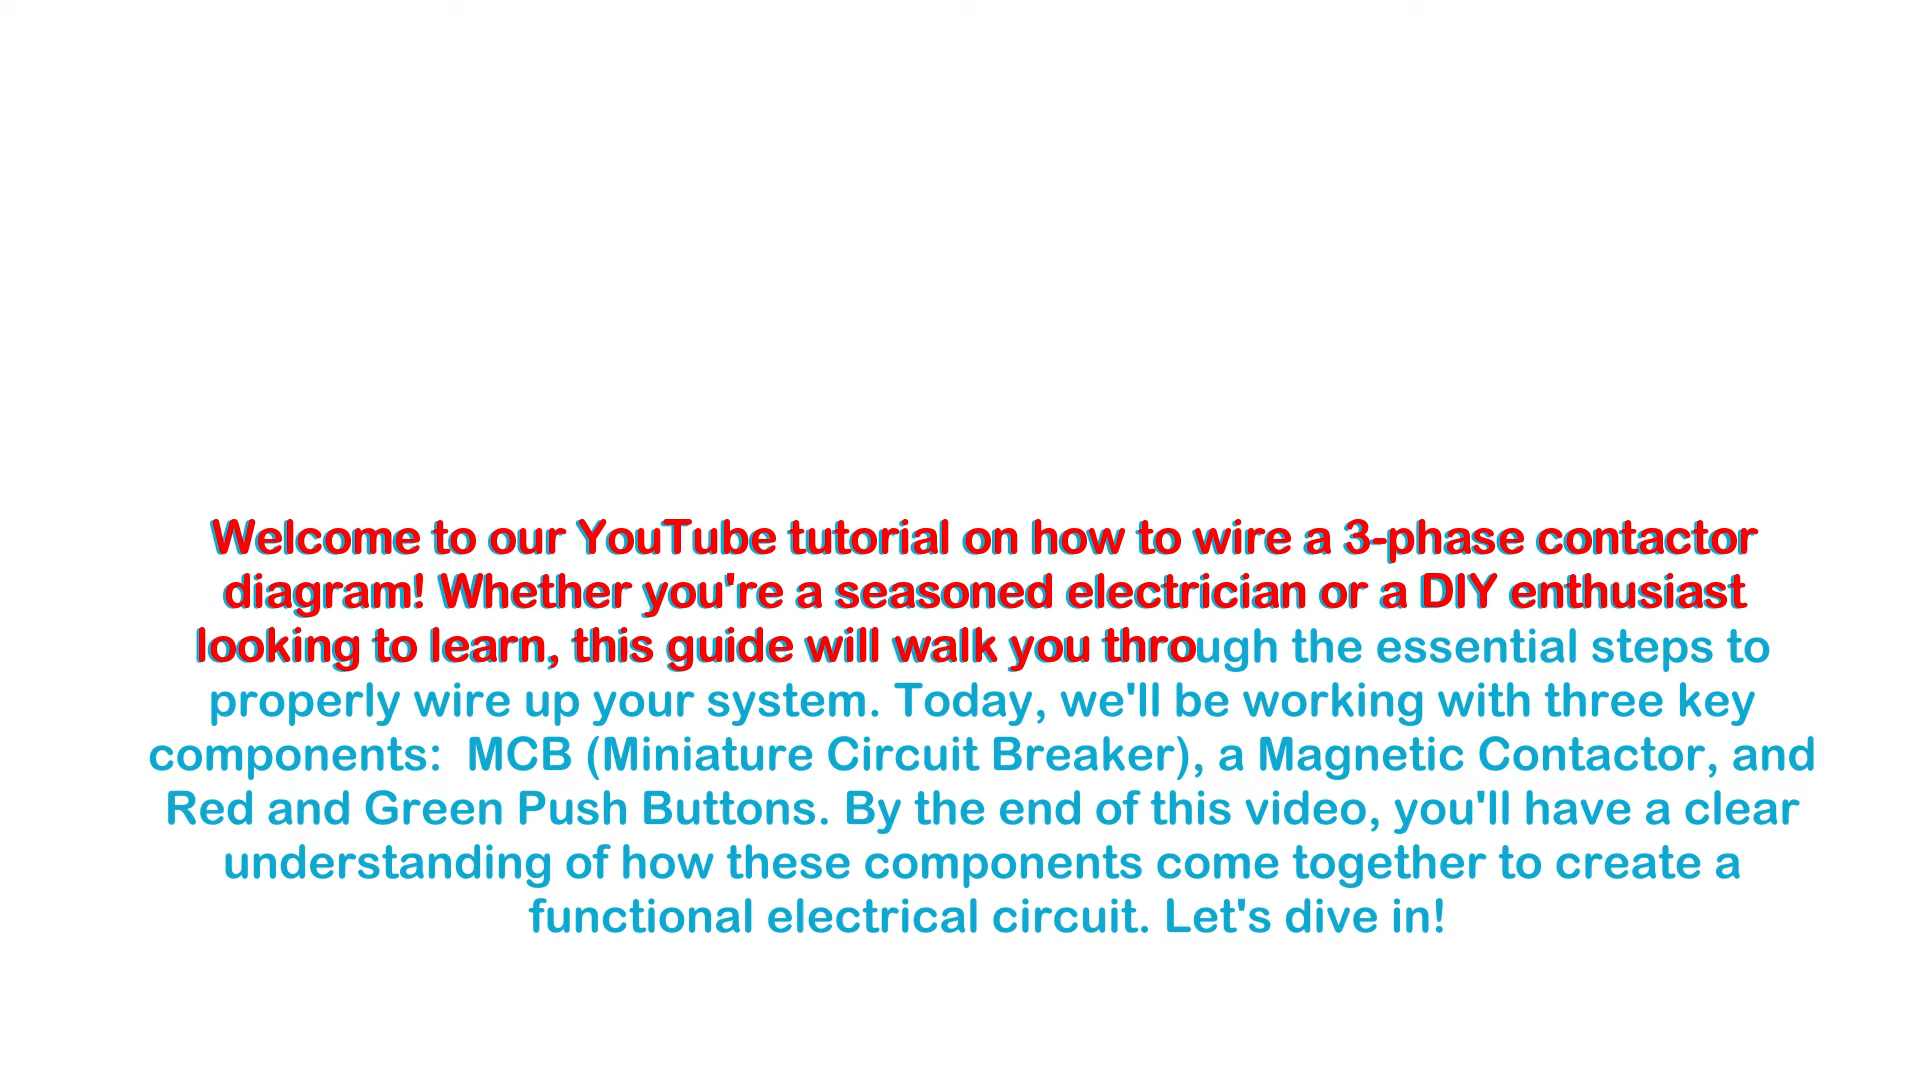 Welcome to our YouTube tutorial on how to wire a 3-phase contactor
diagram! Whether you're a seasoned electrician or a DIY enthusiast
looking to learn, this guide will walk you through the essential steps to
properly wire up your system. Today, we'll be working with three key
components:  MCB (Miniature Circuit Breaker), a Magnetic Contactor, and
Red and Green Push Buttons. By the end of this video, you'll have a clear
understanding of how these components come together to create a
functional electrical circuit. Let's dive in!